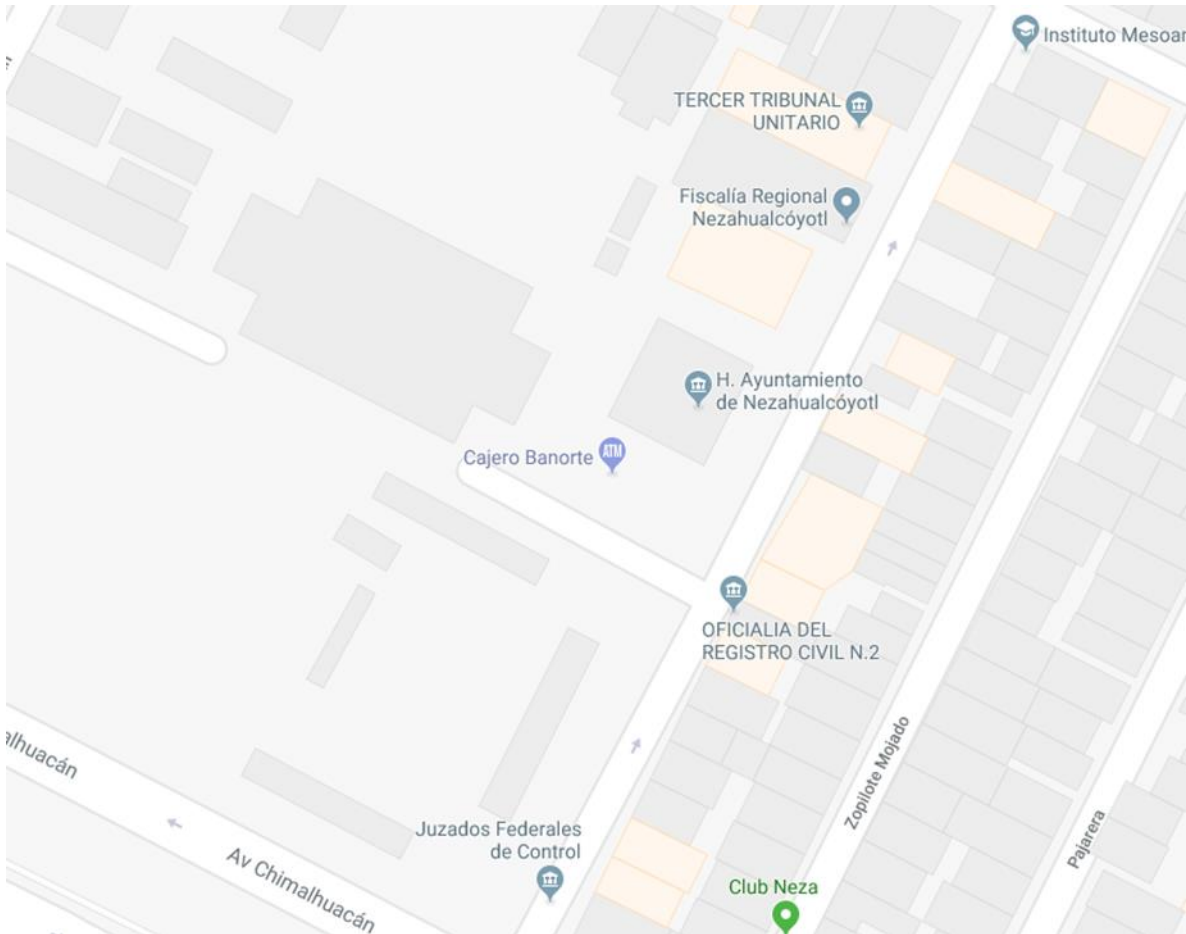 Instituto Mesoar
TERCER TRIBUNAL
UNITARIO
Fiscalía Regional
Nezahualcóyotl
H. Ayuntamiento
de Nezahualcóyotl
Cajero Banorte
ATM
OFICIALIA DEL
REGISTRO CIVIL N.2
alhuacán
Zopilote Mojado
Pajarera
Juzados Federales
de Control
Av Chimalhuacán
Club Neza